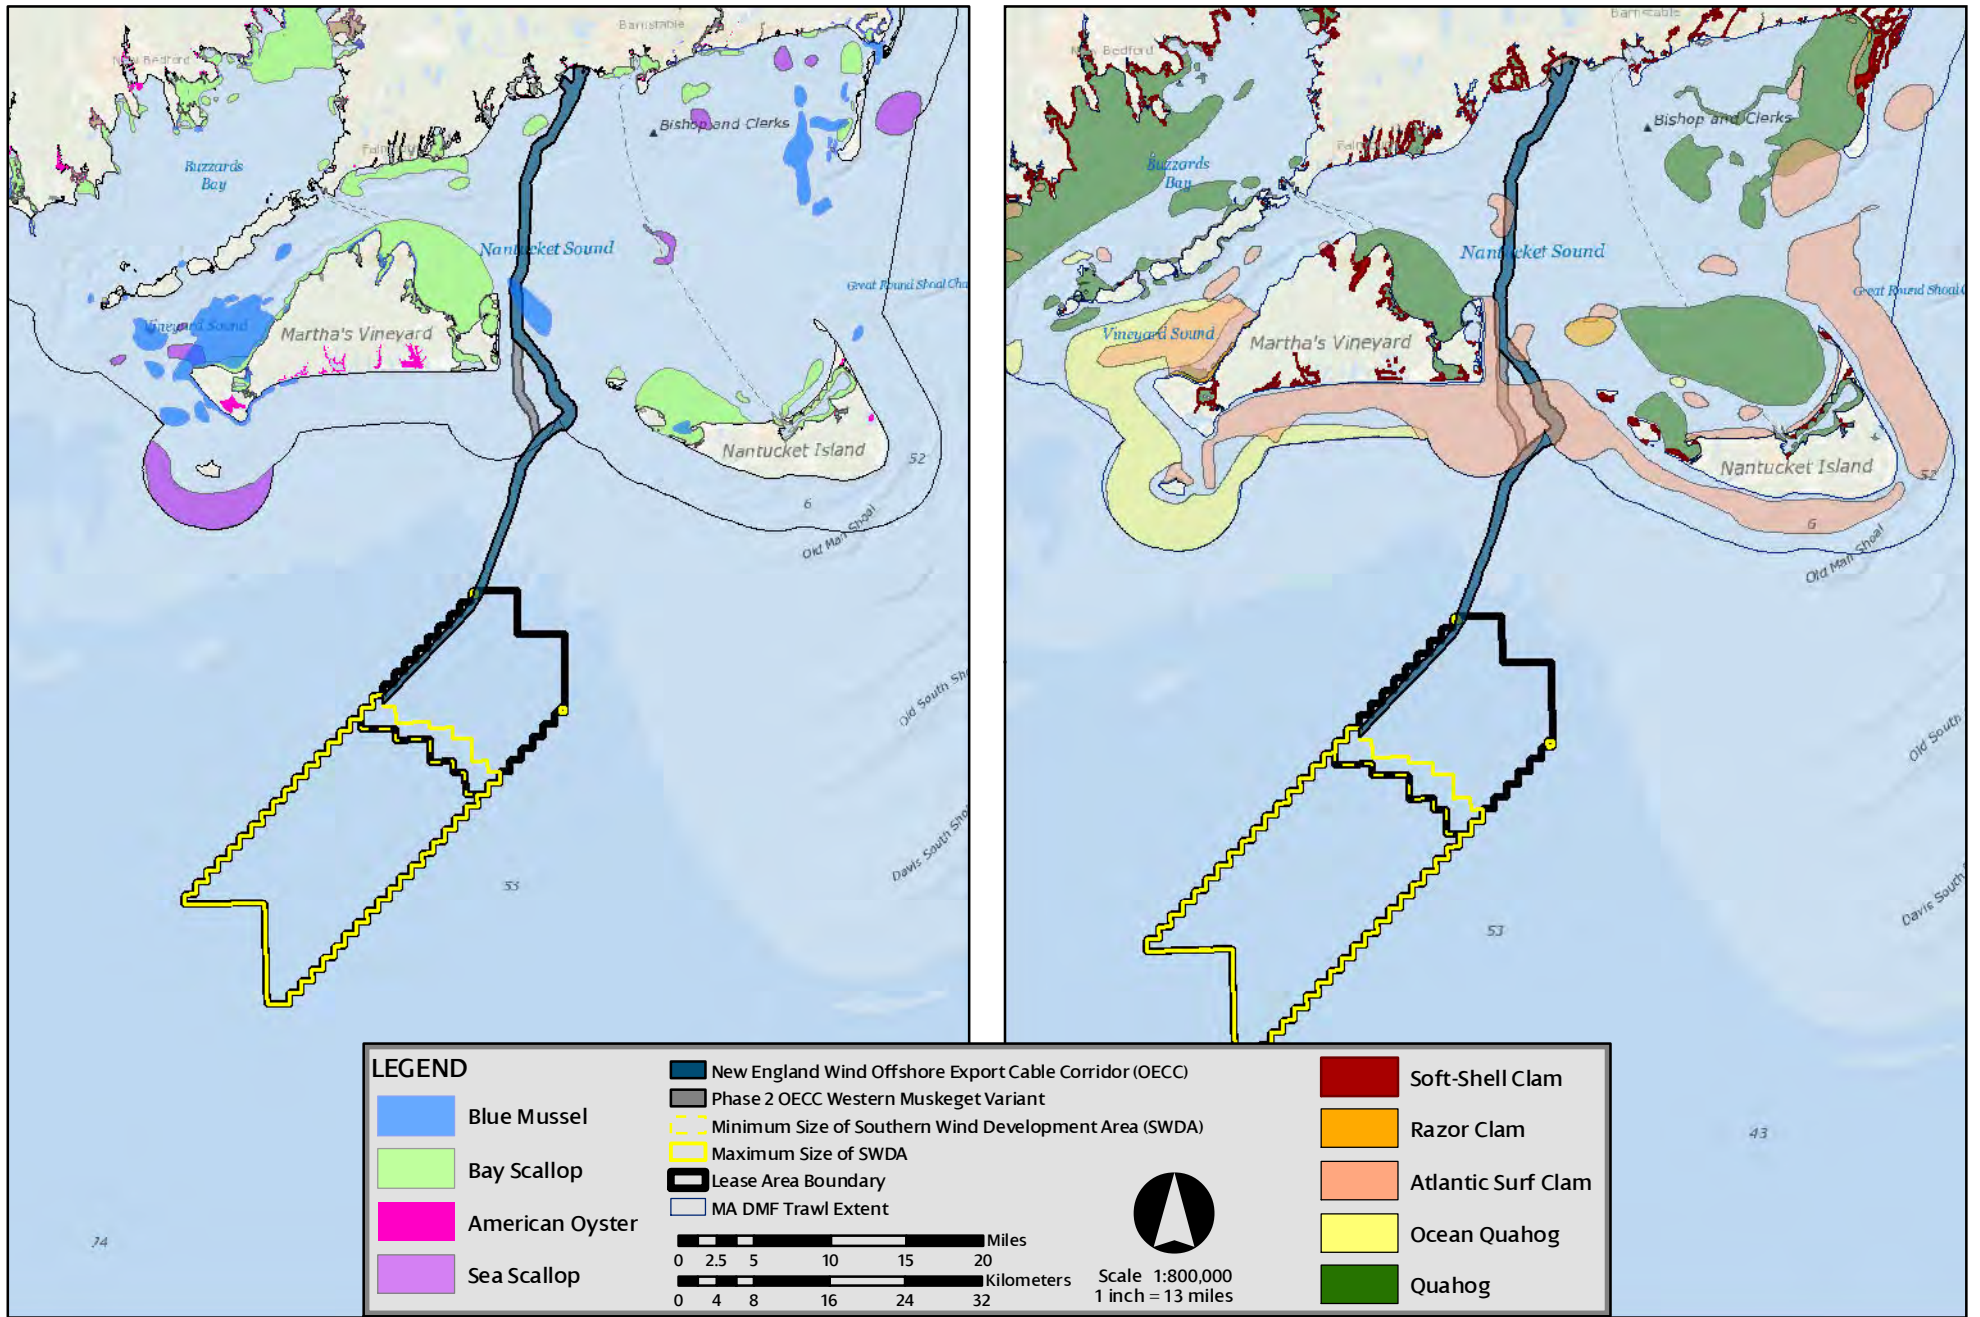 Barnstable
New Bedford
Bishop and Clerks
Falmouth
Buzzards
Bay
Nantucket Sound
Great Round Shoal Cha
Vineyard Sound
Martha's Vineyard
Nantucket Island
52
6
Old Man Shoal
Old South Sho
Davis South Shoa
53
74
Barnstable
New Bedford
Bishop and Clerks
Falmouth
Buzzards
Bay
Nantucket Sound
Great Round Shoal C
Vineyard Sound
Martha's Vineyard
Nantucket Island
52
6
Old Man Shoal
Old South
Davis South
53
43
LEGEND
Blue Mussel
Bay Scallop
American Oyster
Sea Scallop
New England Wind Offshore Export Cable Corridor (OECC)
Phase 2 OECC Western Muskeget Variant
Minimum Size of Southern Wind Development Area (SWDA)
Maximum Size of SWDA
Lease Area Boundary
MA DMF Trawl Extent
Miles
0 2.5 5 10 15 20
Kilometers
0 4 8 16 24 32
Scale 1:800,000
1 inch = 13 miles
Soft-Shell Clam
Razor Clam
Atlantic Surf Clam
Ocean Quahog
Quahog